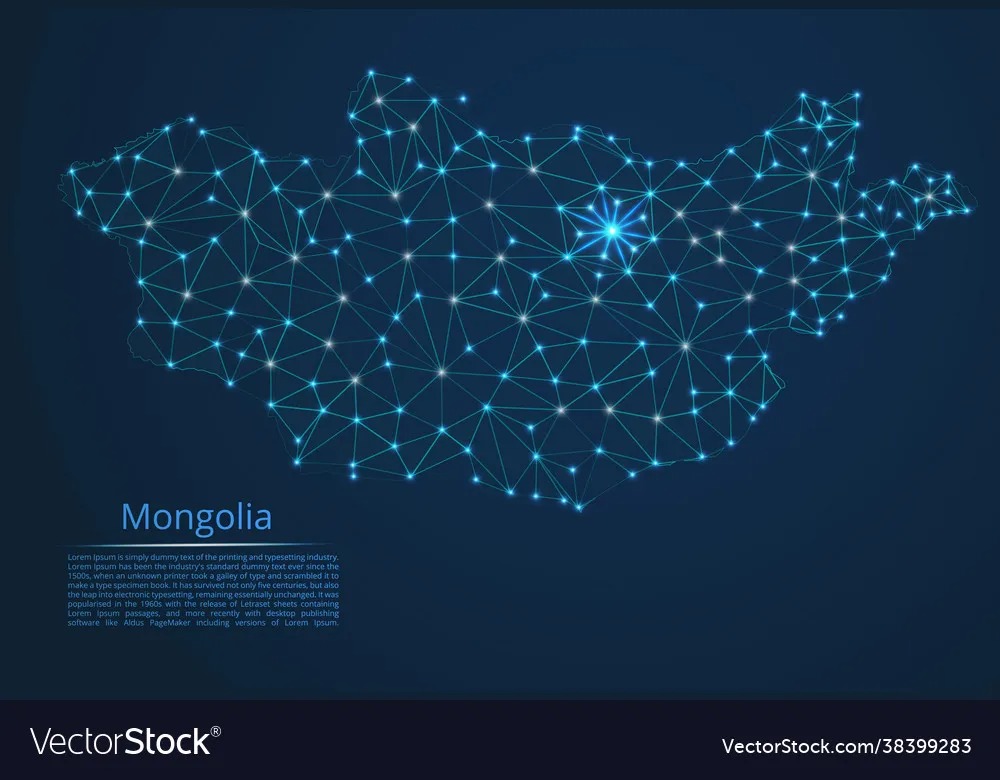 Mongolia
Lorem Ipsum is simply dummy text of the printing and typesetting industry.
Lorem Ipsum has been the industry's standard dummy text ever since the
1500s, when an unknown printer took a galley of type and scrambled it to
make a type specimen book. It has survived not only five centuries, but also
the leap into electronic typesetting, remaining essentially unchanged. It was
popularised in the 1960s with the release of Letraset sheets containing
Lorem Ipsum passages, and more recently with desktop publishing
software like Aldus PageMaker including versions of Lorem Ipsum.
VectorStock®
VectorStock.com/38399283